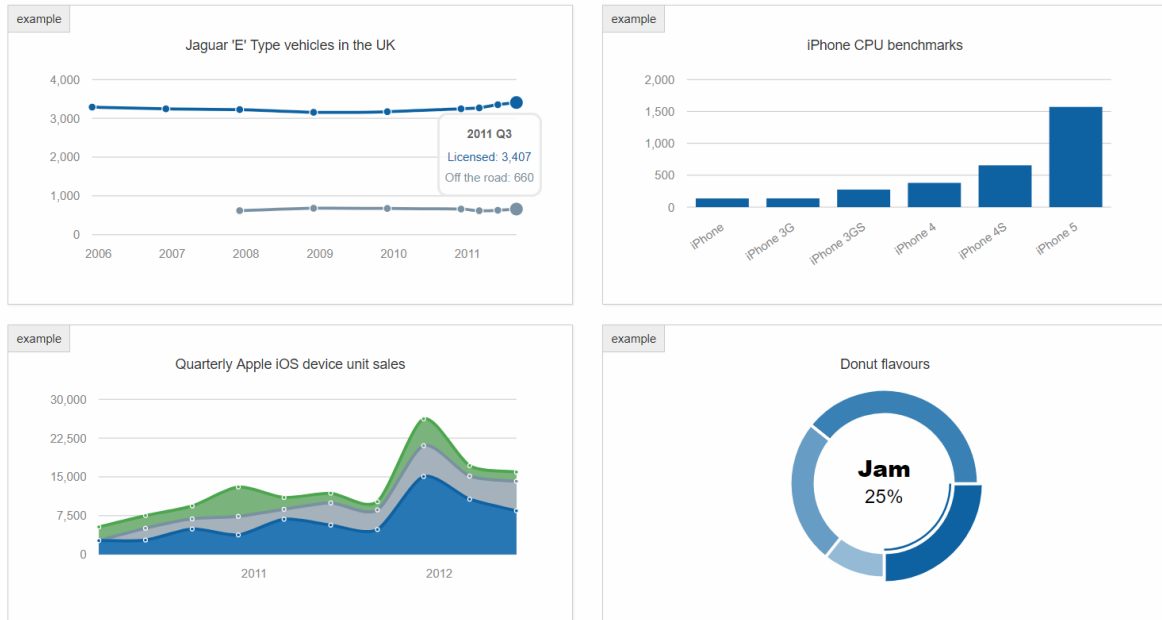 example
Jaguar 'E' Type vehicles in the UK
4,000
3,000
2,000
1,000
0
2006 2007 2008 2009 2010 2011
2011 Q3
Licensed: 3,407
Off the road: 660
example
iPhone CPU benchmarks
2,000
1,500
1,000
500
0
iPhone
iPhone 3G
iPhone 3GS
iPhone 4
iPhone 4S
iPhone 5
example
Quarterly Apple iOS device unit sales
30,000
22,500
15,000
7,500
0
2011 2012
example
Donut flavours
Jam
25%